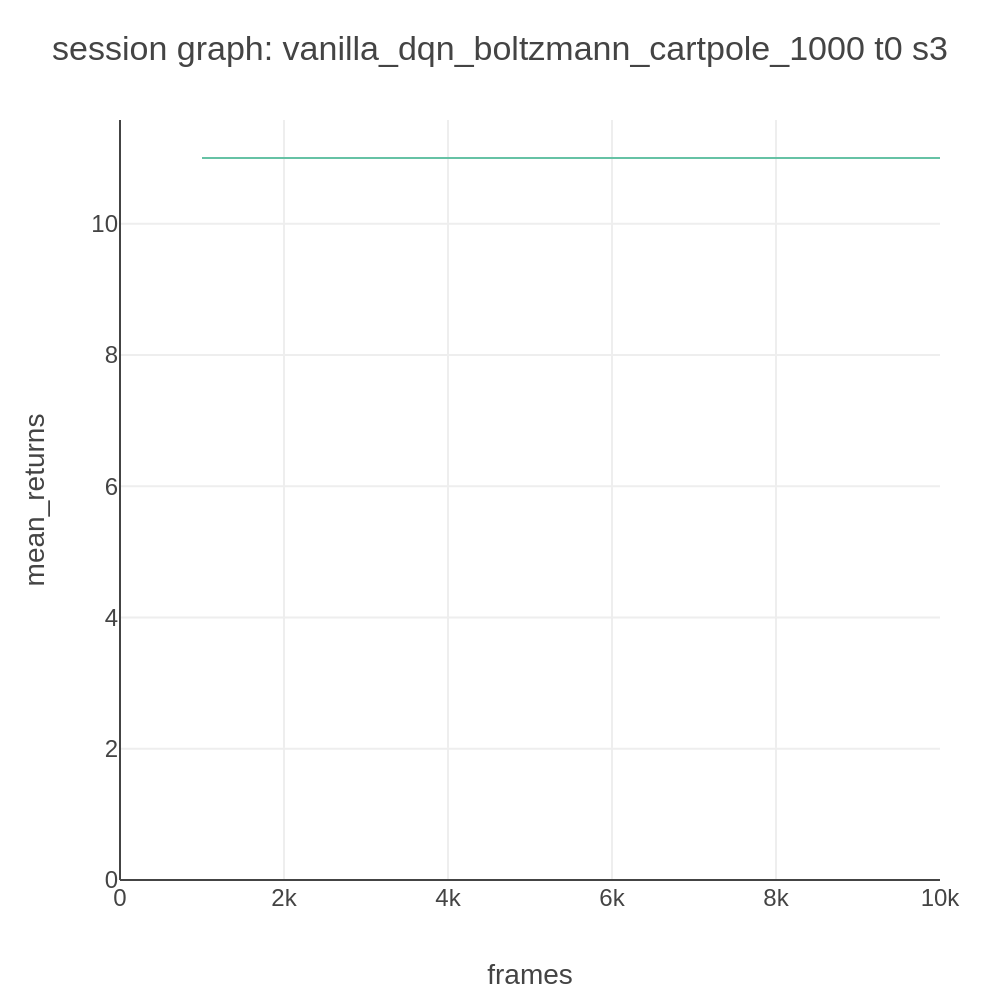 session graph: vanilla_dqn_boltzmann_cartpole_1000 t0 s3
mean_returns
10
8
6
4
2
0
0 2k 4k 6k 8k 10k
frames